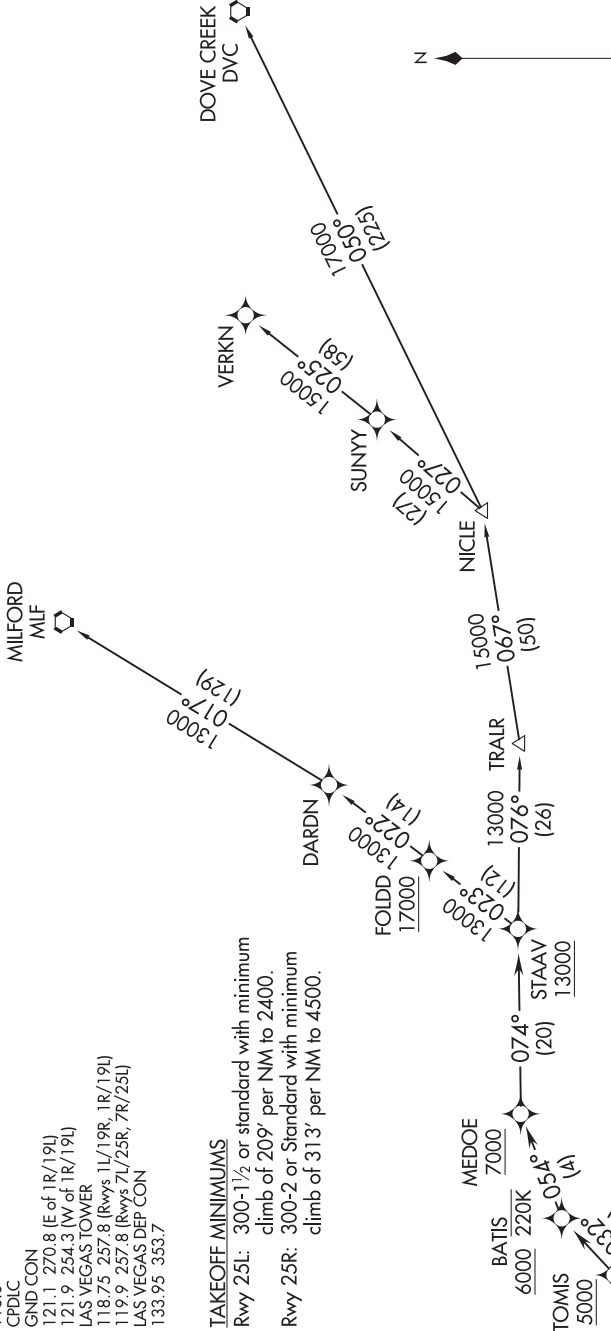 CPDLC
GND CON
121.1 270.8 (E of 1R/19L)
121.9 254.3 (W of 1R/19L)
LAS VEGAS TOWER
118.75 257.8 (Rwys 1L/19R, 1R/19L)
119.9 257.8 (Rwys 7L/25R, 7R/25L)
LAS VEGAS DEP CON
133.95 353.7
TAKEOFF MINIMUMS
Rwy 25L: 300-1½ or standard with minimum
climb of 209' per NM to 2400.
Rwy 25R: 300-2 or Standard with minimum
climb of 313' per NM to 4500.
MILFORD
MLF
13000
017°
(129)
DARDN
13000
022°
(14)
FOLDD
17000
13000
023°
(12)
DOVE CREEK
DVC
17000
050°
(225)
N
VERKN
15000
025°
(58)
SUNYY
(27)
15000
027°
NICLE
15000
067°
(50)
TRALR
13000
076°
(26)
STAAV
13000
074°
(20)
MEDOE
7000
054°
(4)
BATIS
6000 220K
032°
TOMIS
5000